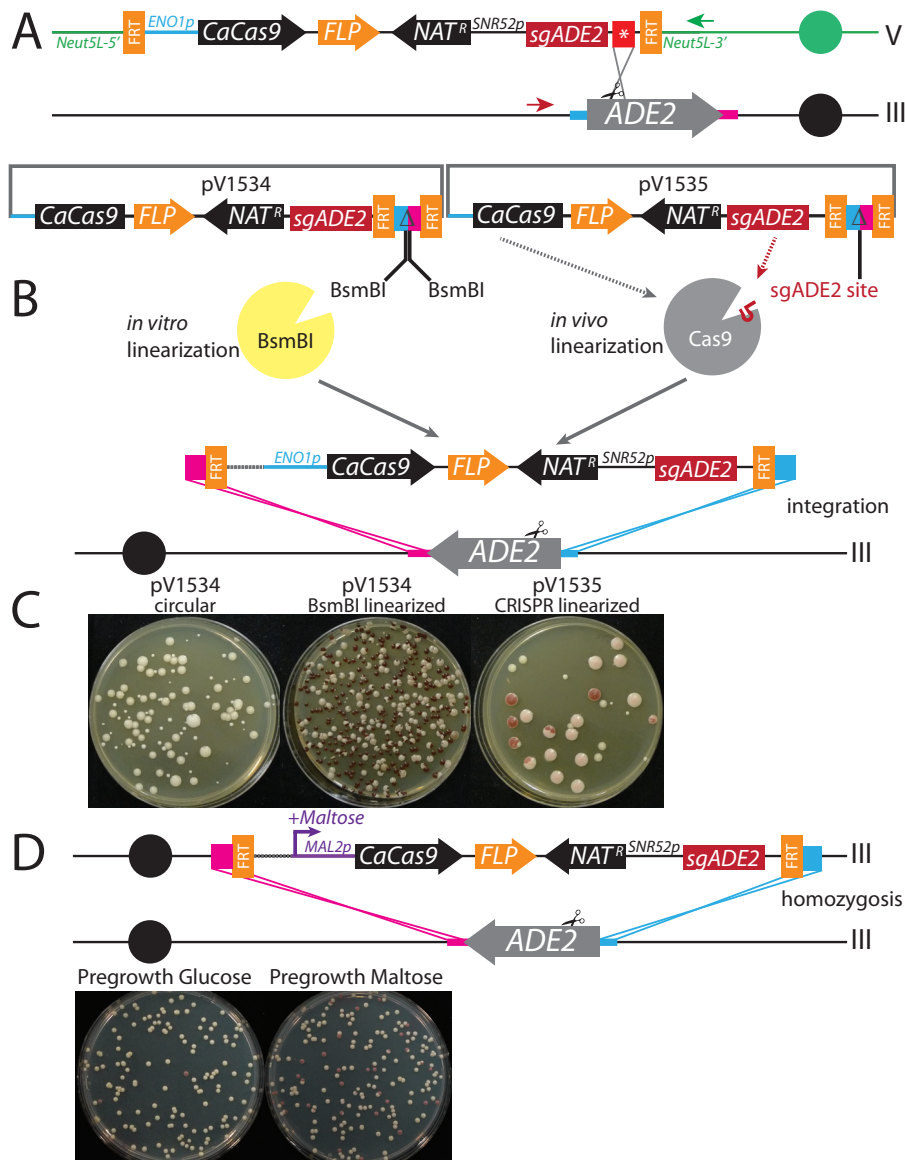 A
Neut5L-5' FRT ENO1p CaCas9 FLP NATᴿ SNR52p sgADE2 * FRT Neut5L-3' V
ADE2 III
pV1534 pV1535
CaCas9 FLP NATᴿ sgADE2 FRT Δ FRT CaCas9 FLP NATᴿ sgADE2 FRT Δ FRT
BsmBI BsmBI sgADE2 site
B
in vitro
linearization
BsmBI
in vivo
linearization
Cas9
FRT ENO1p CaCas9 FLP NATᴿ SNR52p sgADE2 FRT
integration
ADE2 III
C
pV1534
circular
pV1534
BsmBI linearized
pV1535
CRISPR linearized
D
+Maltose
FRT MAL2p CaCas9 FLP NATᴿ SNR52p sgADE2 FRT III
homozygosis
ADE2 III
Pregrowth Glucose Pregrowth Maltose